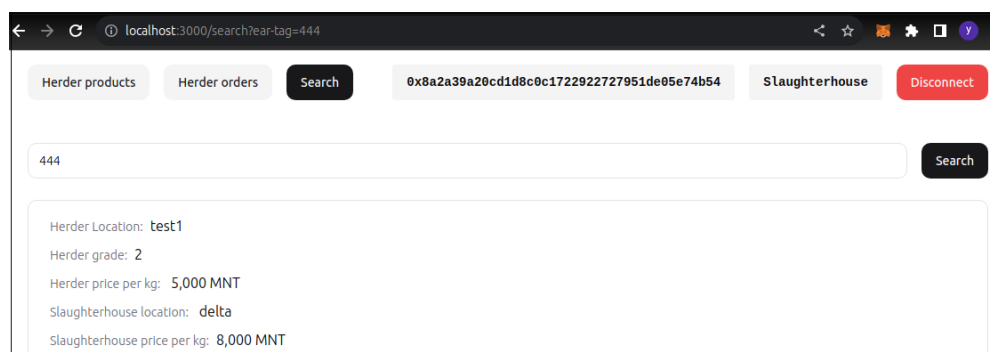 localhost:3000/search?ear-tag=444
Y
Herder products Herder orders Search 0x8a2a39a20cd1d8c0c1722922727951de05e74b54 Slaughterhouse Disconnect
444 Search
Herder Location: test1
Herder grade: 2
Herder price per kg: 5,000 MNT
Slaughterhouse location: delta
Slaughterhouse price per kg: 8,000 MNT